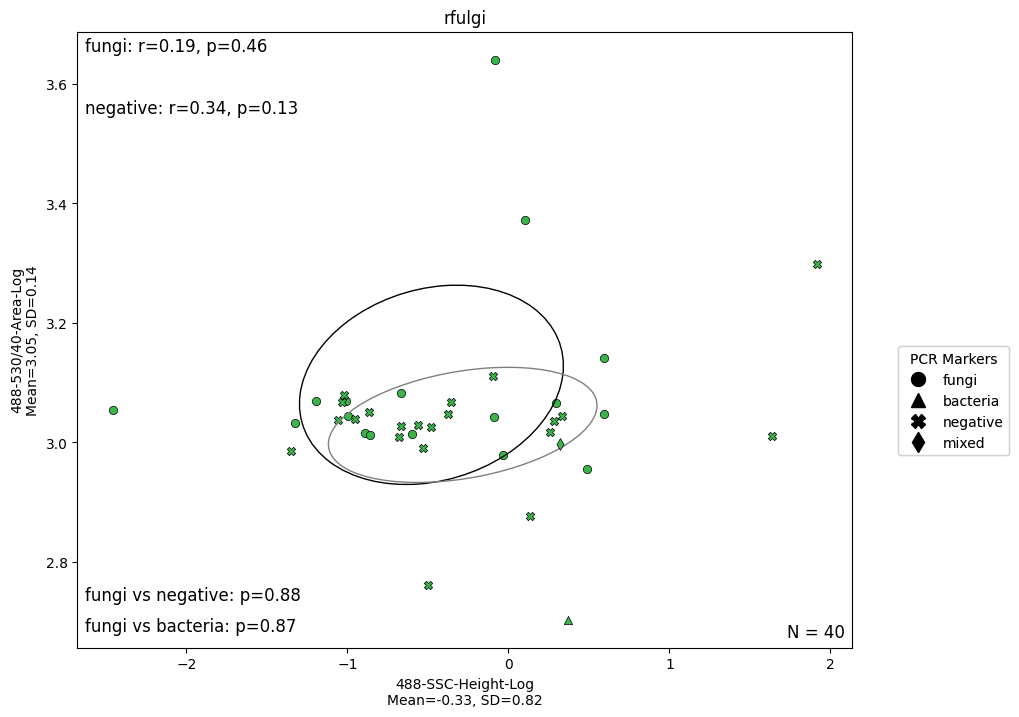 rfulgi
fungi: r=0.19, p=0.46
negative: r=0.34, p=0.13
fungi vs negative: p=0.88
fungi vs bacteria: p=0.87
N = 40
3.6
3.4
3.2
3.0
2.8
488-530/40-Area-Log
Mean=3.05, SD=0.14
−2
−1
0
1
2
488-SSC-Height-Log
Mean=-0.33, SD=0.82
PCR Markers
fungi
bacteria
negative
mixed